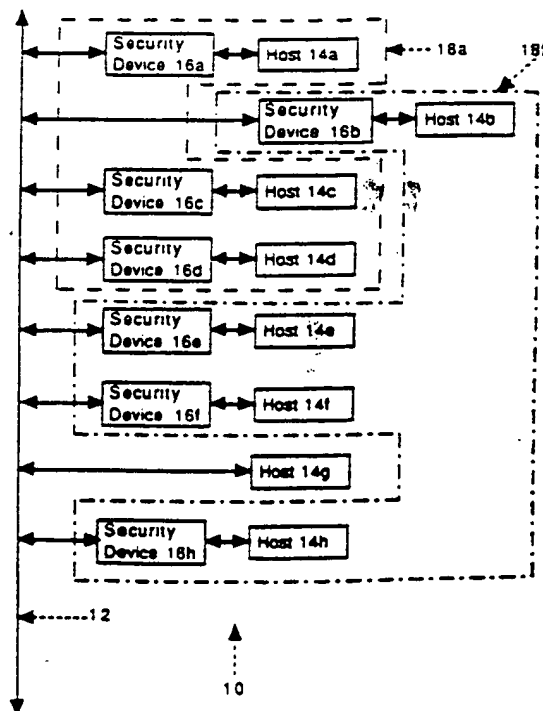 Security
Device 16a
Host 14a
18a
18b
Security
Device 16b
Host 14b
Security
Device 16c
Host 14c
Security
Device 16d
Host 14d
Security
Device 16e
Host 14e
Security
Device 16f
Host 14f
Host 14g
Security
Device 16h
Host 14h
12
10